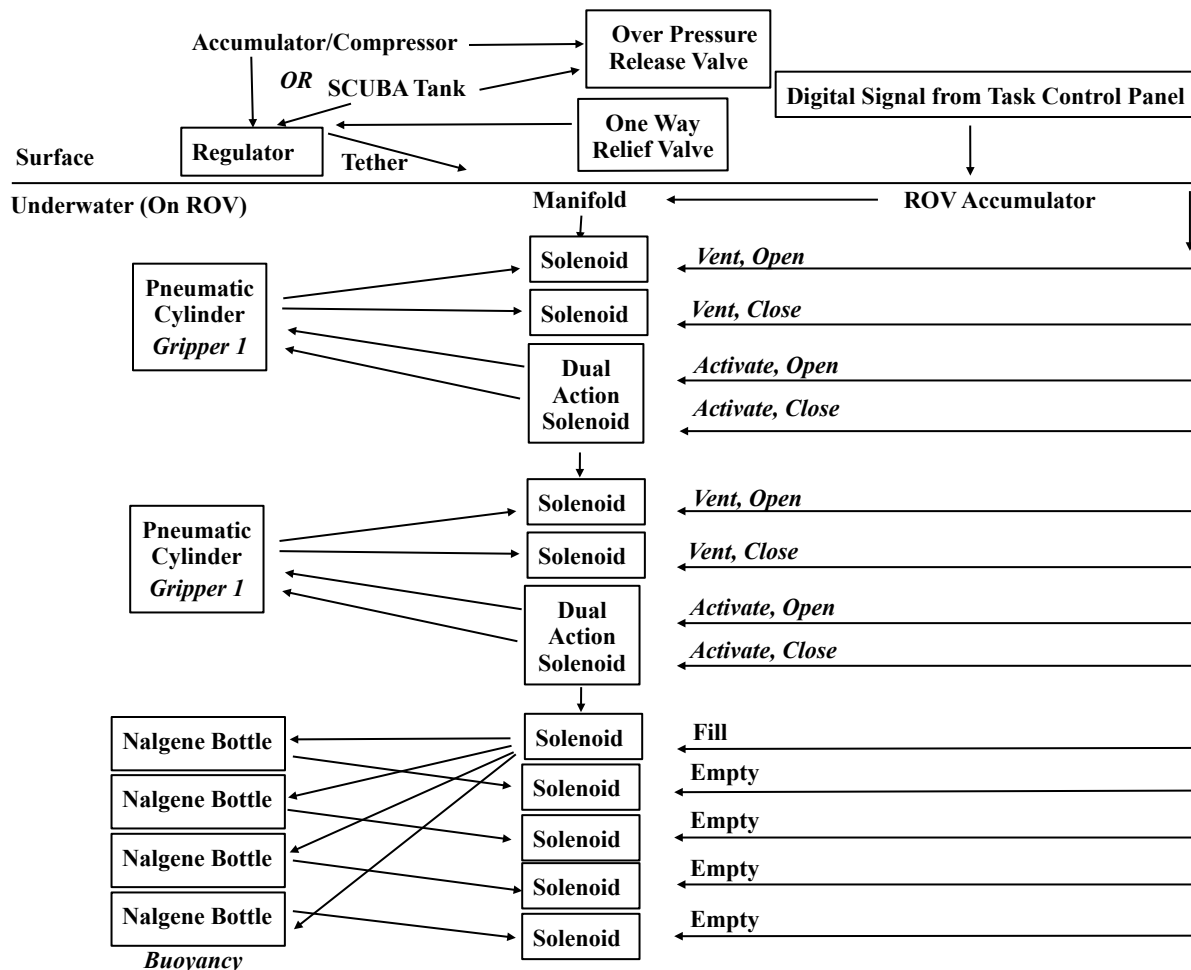 Accumulator/Compressor
Over Pressure
Release Valve
OR
SCUBA Tank
Digital Signal from Task Control Panel
One Way
Relief Valve
Regulator
Tether
Surface
Underwater (On ROV)
Manifold
ROV Accumulator
Solenoid
Vent, Open
Pneumatic
Cylinder
Gripper 1
Solenoid
Vent, Close
Dual
Action
Solenoid
Activate, Open
Activate, Close
Solenoid
Vent, Open
Pneumatic
Cylinder
Gripper 1
Solenoid
Vent, Close
Dual
Action
Solenoid
Activate, Open
Activate, Close
Nalgene Bottle
Solenoid
Fill
Nalgene Bottle
Solenoid
Empty
Nalgene Bottle
Solenoid
Empty
Nalgene Bottle
Solenoid
Empty
Solenoid
Empty
Buoyancy